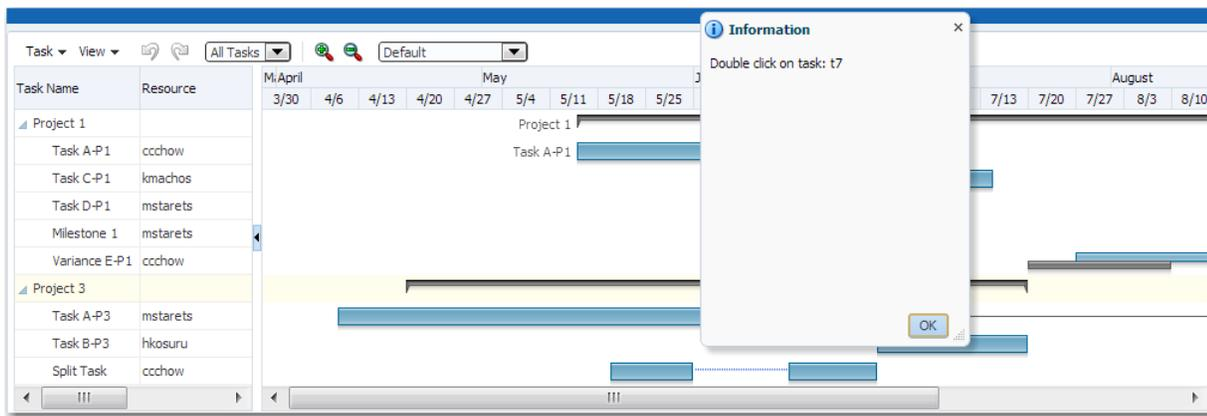 Information
Double click on task: t7
OK
Task View All Tasks Default
Task Name Resource
April May August
3/30 4/6 4/13 4/20 4/27 5/4 5/11 5/18 5/25 7/13 7/20 7/27 8/3 8/10
Project 1 Project 1
Task A-P1 ccchow Task A-P1
Task C-P1 kmachos
Task D-P1 mstarets
Milestone 1 mstarets
Variance E-P1 ccchow
Project 3
Task A-P3 mstarets
Task B-P3 hkosuru
Split Task ccchow